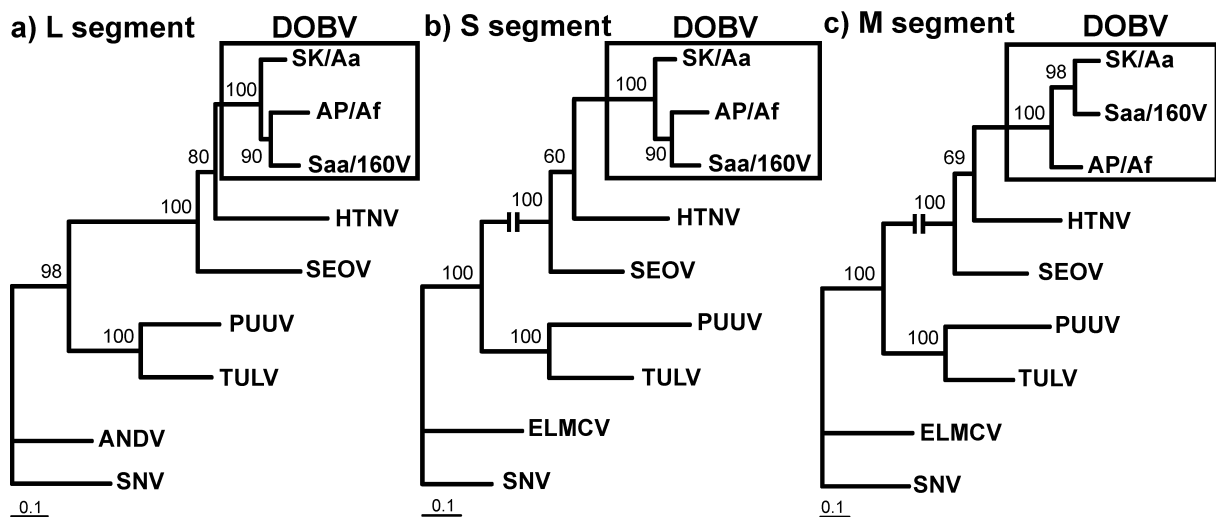 a) L segment
DOBV
SK/Aa
100
AP/Af
90
Saa/160V
80
HTNV
100
SEOV
98
PUUV
100
TULV
ANDV
SNV
0.1
b) S segment
DOBV
SK/Aa
100
AP/Af
90
Saa/160V
60
HTNV
100
SEOV
100
PUUV
100
TULV
ELMCV
SNV
0.1
c) M segment
DOBV
SK/Aa
98
Saa/160V
100
AP/Af
69
HTNV
100
SEOV
100
PUUV
100
TULV
ELMCV
SNV
0.1